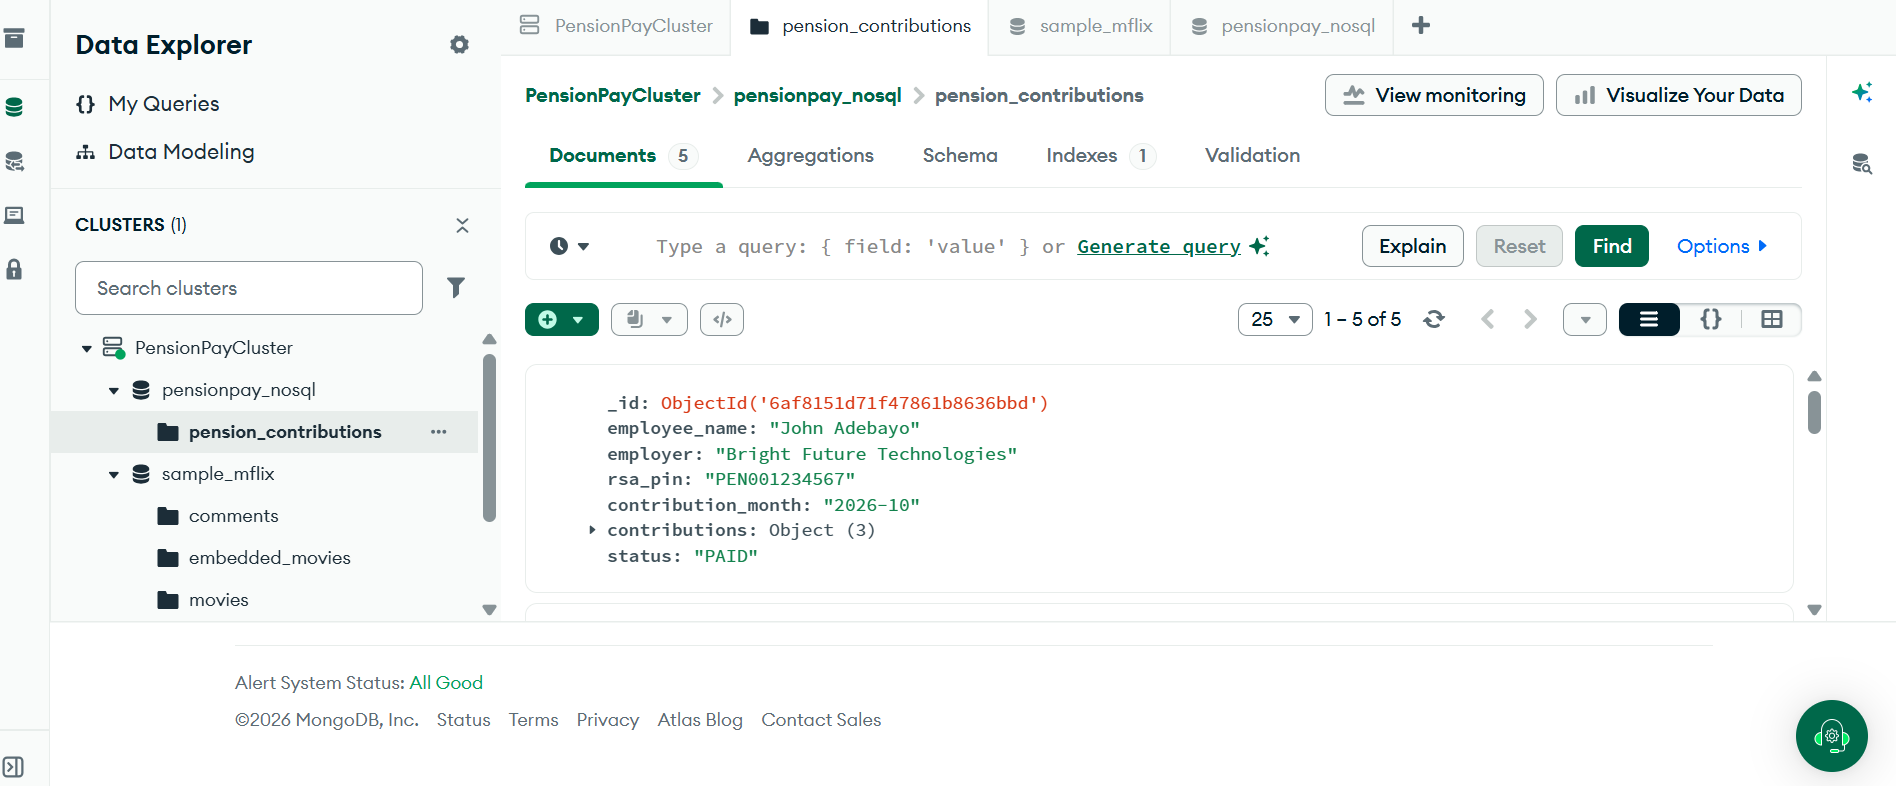 Data Explorer
{} My Queries
Data Modeling
CLUSTERS (1)
Search clusters
PensionPayCluster
pensionpay_nosql
pension_contributions
sample_mflix
comments
embedded_movies
movies
PensionPayCluster pension_contributions sample_mflix pensionpay_nosql
PensionPayCluster > pensionpay_nosql > pension_contributions
View monitoring Visualize Your Data
Documents 5 Aggregations Schema Indexes 1 Validation
Type a query: { field: 'value' } or Generate query
Explain Reset Find Options
25 1 – 5 of 5 {}
_id: ObjectId('6af8151d71f47861b8636bbd')
employee_name: "John Adebayo"
employer: "Bright Future Technologies"
rsa_pin: "PEN001234567"
contribution_month: "2026-10"
contributions: Object (3)
status: "PAID"
Alert System Status: All Good
©2026 MongoDB, Inc. Status Terms Privacy Atlas Blog Contact Sales